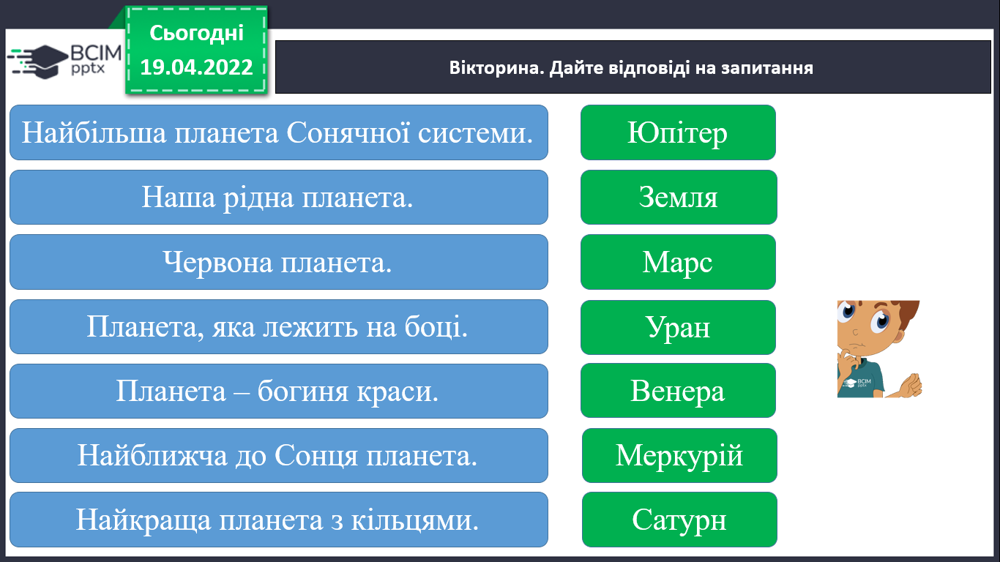 Сьогодні
19.04.2022
ВСІМ
pptx
Вікторина. Дайте відповіді на запитання
Найбільша планета Сонячної системи.
Юпітер
Наша рідна планета.
Земля
Червона планета.
Марс
Планета, яка лежить на боці.
Уран
Планета – богиня краси.
Венера
Найближча до Сонця планета.
Меркурій
Найкраща планета з кільцями.
Сатурн
ВСІМ
pptx